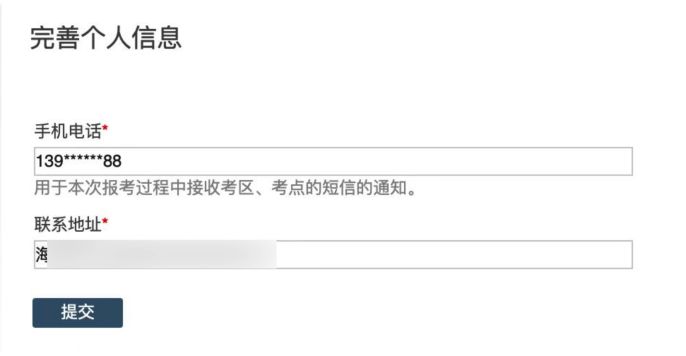 完善个人信息
手机电话*
139******88
用于本次报考过程中接收考区、考点的短信的通知。
联系地址*
海
提交